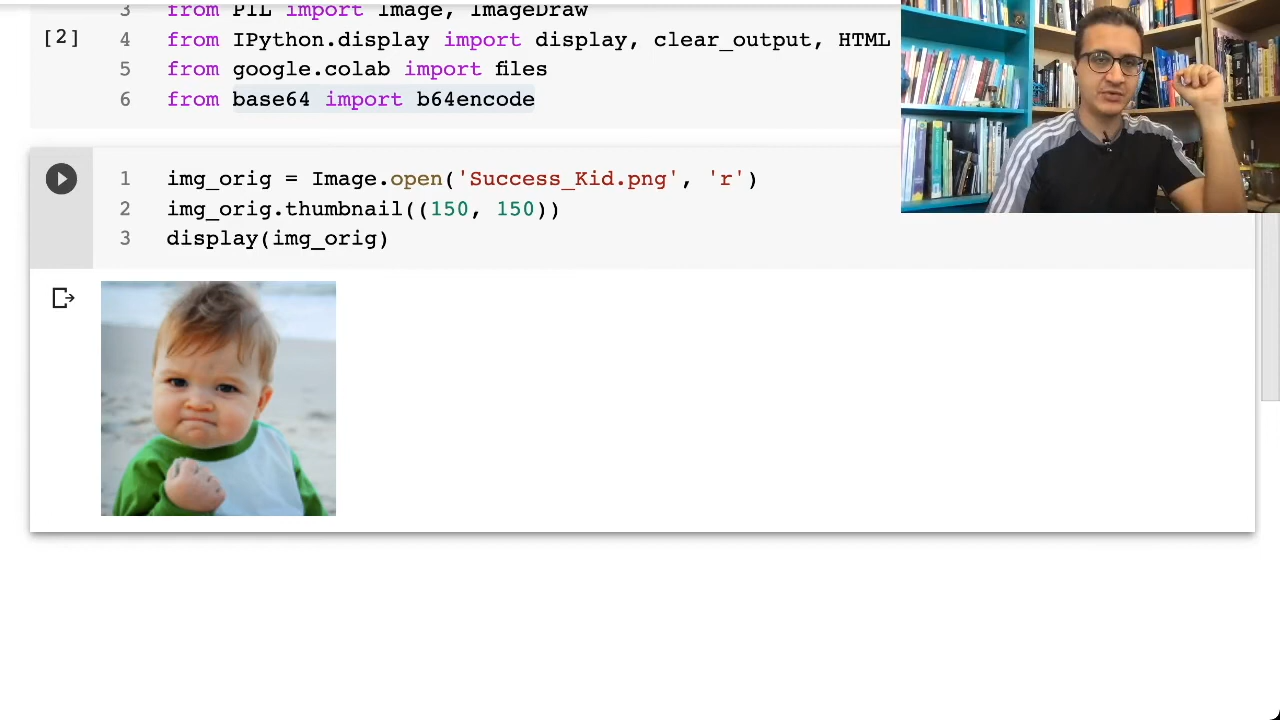 3 from PIL import Image, ImageDraw
[2] 4 from IPython.display import display, clear_output, HTML
5 from google.colab import files
6 from base64 import b64encode
1 img_orig = Image.open('Success_Kid.png', 'r')
2 img_orig.thumbnail((150, 150))
3 display(img_orig)